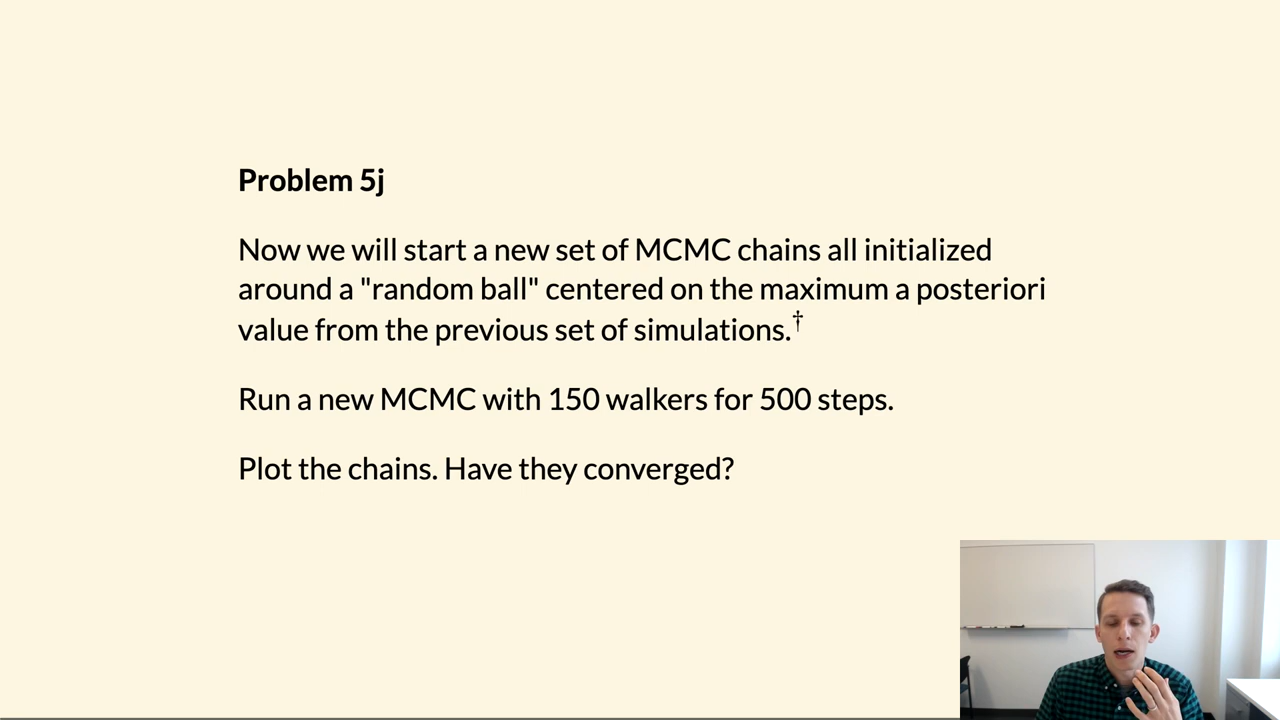 Problem 5j
Now we will start a new set of MCMC chains all initialized
around a "random ball" centered on the maximum a posteriori
value from the previous set of simulations.†
Run a new MCMC with 150 walkers for 500 steps.
Plot the chains. Have they converged?